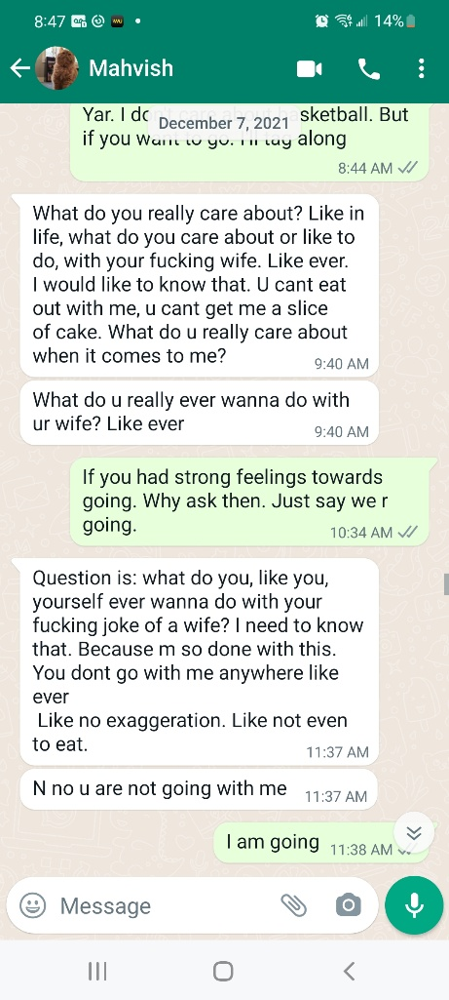 8:47
14%
Mahvish
Yar. I don't care about basketball. But
December 7, 2021
if you want to go. I'll tag along
8:44 AM
What do you really care about? Like in
life, what do you care about or like to
do, with your fucking wife. Like ever.
I would like to know that. U cant eat
out with me, u cant get me a slice
of cake. What do u really care about
when it comes to me?
9:40 AM
What do u really ever wanna do with
ur wife? Like ever
9:40 AM
If you had strong feelings towards
going. Why ask then. Just say we r
going.
10:34 AM
Question is: what do you, like you,
yourself ever wanna do with your
fucking joke of a wife? I need to know
that. Because m so done with this.
You dont go with me anywhere like
ever
Like no exaggeration. Like not even
to eat.
11:37 AM
N no u are not going with me
11:37 AM
I am going
11:38 AM
Message